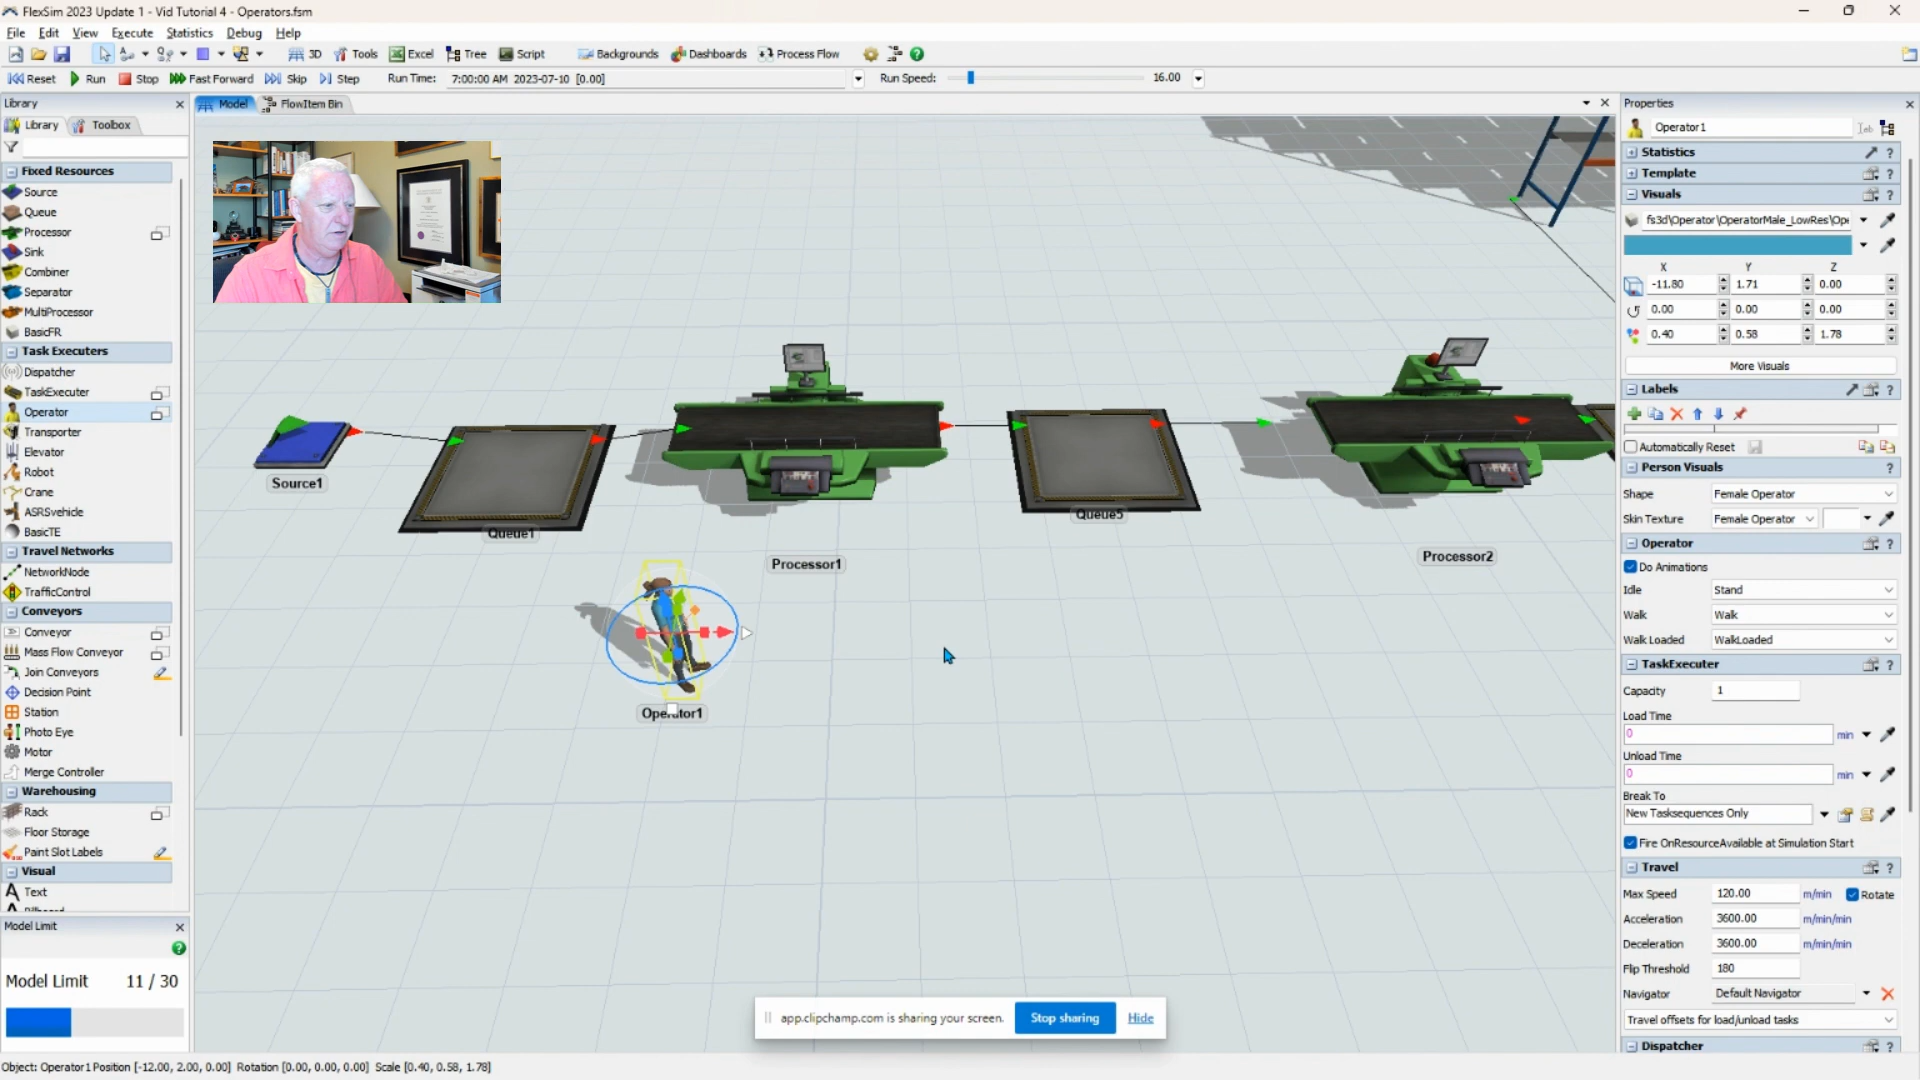 FlexSim 2023 Update 1 - Vid Tutorial 4 - Operators.fsm
File Edit View Execute Statistics Debug Help
3D Tools Excel Tree Script Backgrounds Dashboards Process Flow
Reset Run Stop Fast Forward Skip Step Run Time: 7:00:00 AM 2023-07-10 [0.00] Run Speed: 16.00
Library
Library Toolbox
Fixed Resources
Source
Queue
Processor
Sink
Combiner
Separator
MultiProcessor
BasicFR
Task Executers
Dispatcher
TaskExecuter
Operator
Transporter
Elevator
Robot
Crane
ASRSvehicle
BasicTE
Travel Networks
NetworkNode
TrafficControl
Conveyors
Conveyor
Mass Flow Conveyor
Join Conveyors
Decision Point
Station
Photo Eye
Motor
Merge Controller
Warehousing
Rack
Floor Storage
Paint Slot Labels
Visual
Text
Model Limit
Model Limit 11 / 30
Model FlowItem Bin
Source1
Queue1
Processor1
Queue5
Processor2
Operator1
app.clipchamp.com is sharing your screen. Stop sharing Hide
Properties
Operator1
Statistics
Template
Visuals
fs3d\Operator\OperatorMale_LowRes\Ope
X Y Z
-11.80 1.71 0.00
0.00 0.00 0.00
0.40 0.58 1.78
More Visuals
Labels
Automatically Reset
Person Visuals
Shape Female Operator
Skin Texture Female Operator
Operator
Do Animations
Idle Stand
Walk Walk
Walk Loaded WalkLoaded
TaskExecuter
Capacity 1
Load Time
0 min
Unload Time
0 min
Break To
New Tasksequences Only
Fire OnResourceAvailable at Simulation Start
Travel
Max Speed 120.00 m/min Rotate
Acceleration 3600.00 m/min/min
Deceleration 3600.00 m/min/min
Flip Threshold 180
Navigator Default Navigator
Travel offsets for load/unload tasks
Dispatcher
Object: Operator1 Position [-12.00, 2.00, 0.00] Rotation [0.00, 0.00, 0.00] Scale [0.40, 0.58, 1.78]